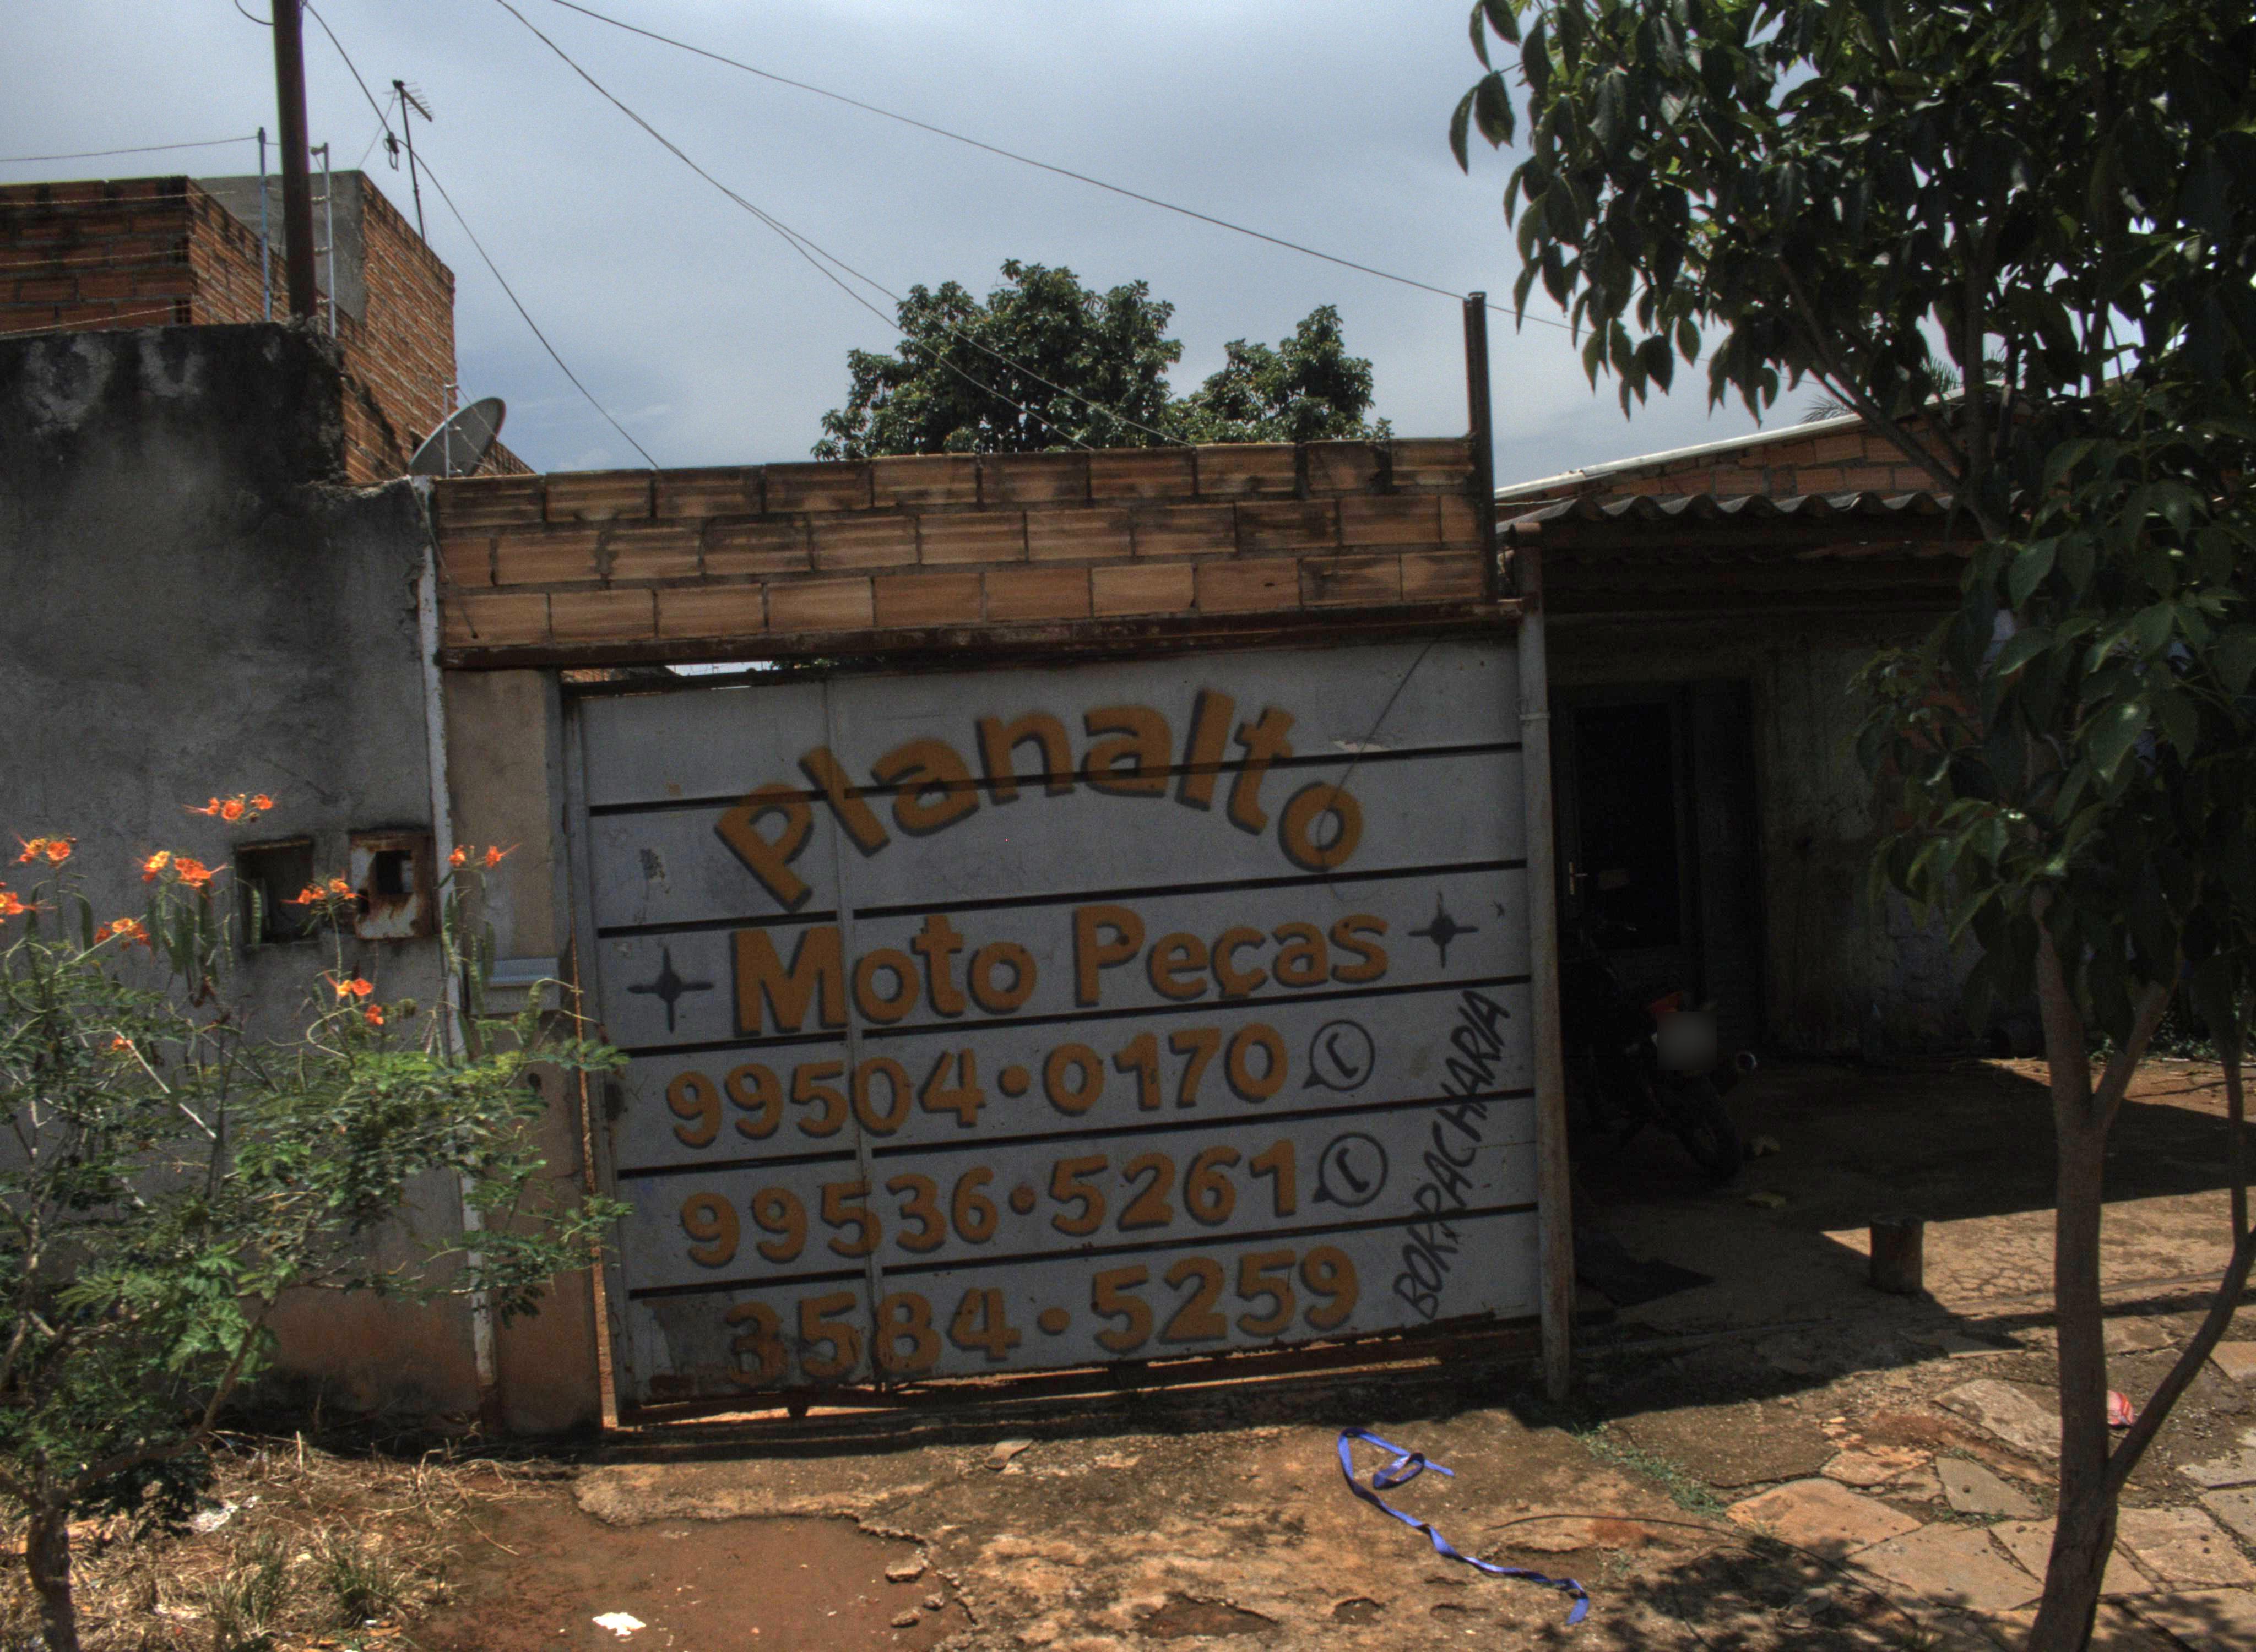 Planalto
Moto Peças
99504·0170
99536·5261
3584·5259
BORRACHARIA